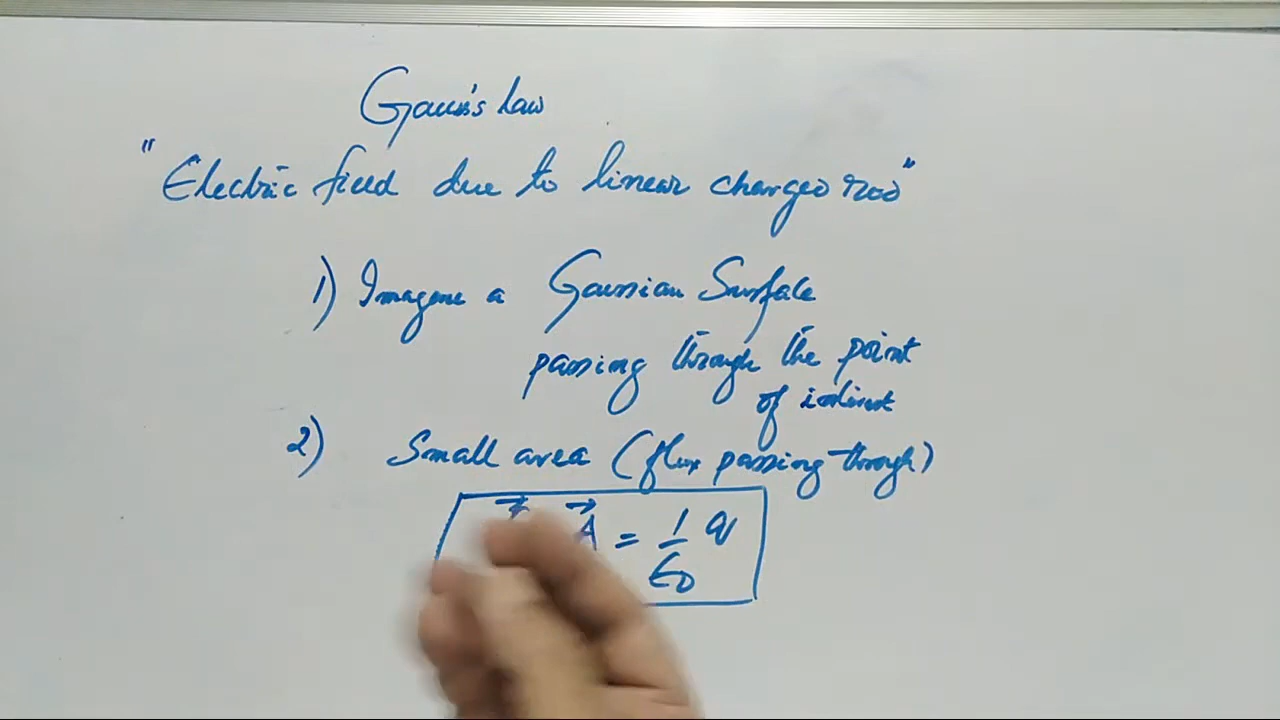 Gauss's Law
"Electric field due to linear charged rod"
1) Imagine a Gaussian Surface
passing through the point
of interest
2) Small area (flux passing through)
A⃗ = 1/ε₀ q